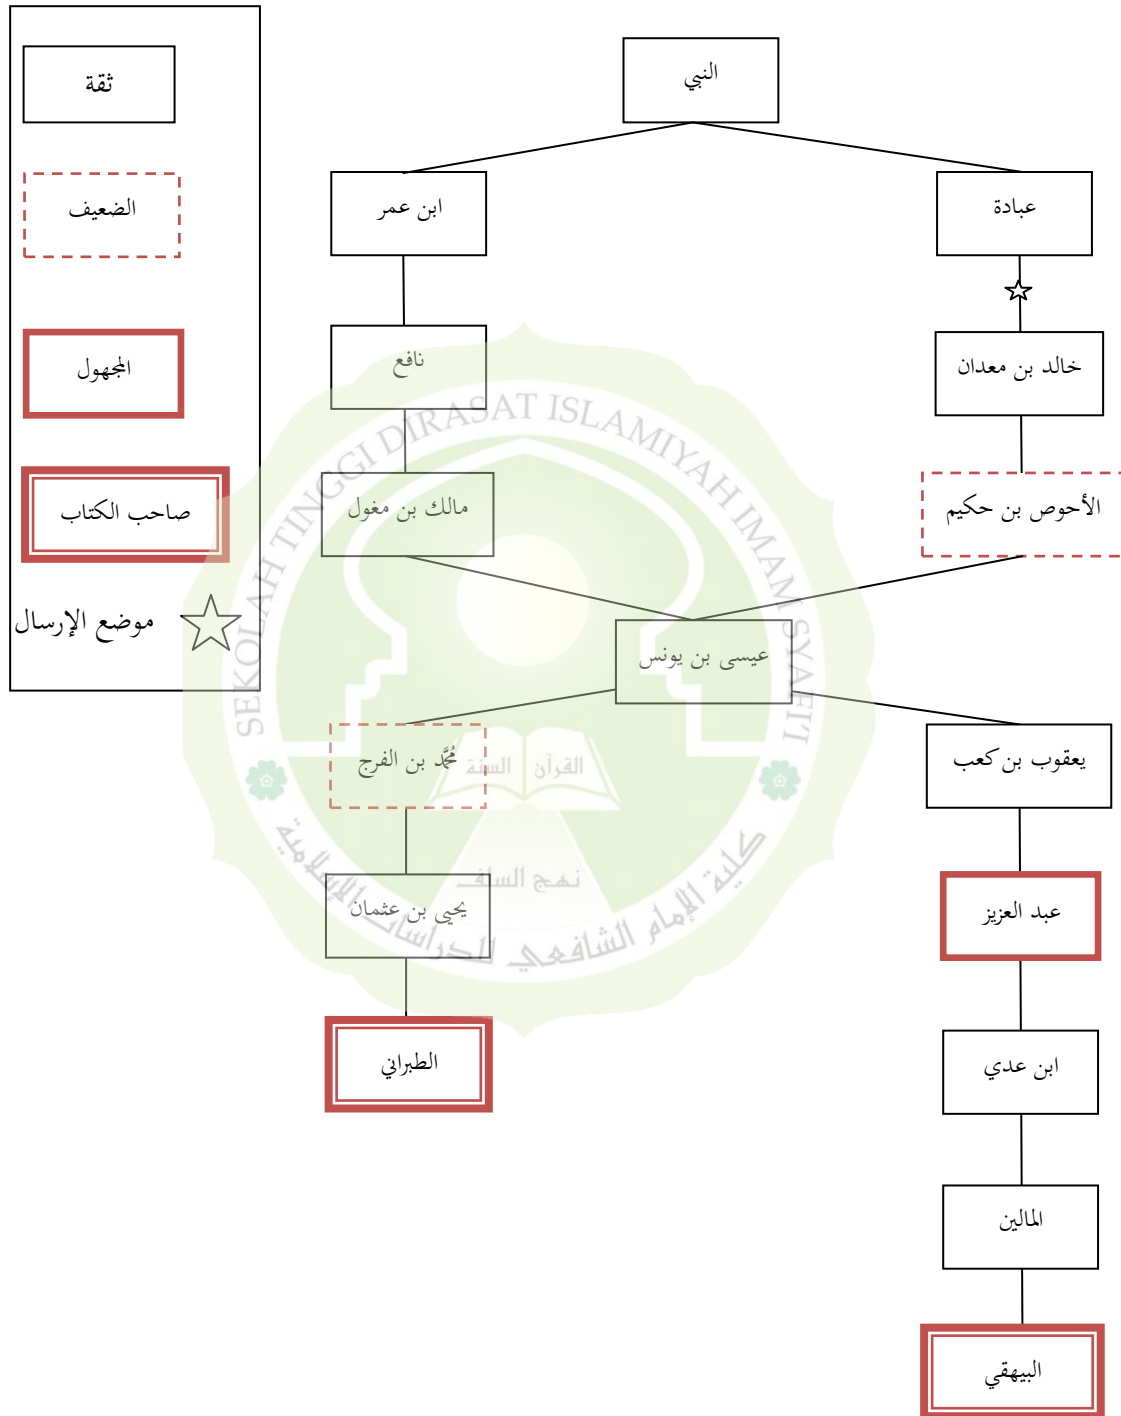 ثقة
الضعيف
المجهول
صاحب الكتاب
موضع الإرسال
النبي
ابن عمر
عبادة
نافع
خالد بن معدان
مالك بن مغول
الأحوص بن حكيم
عيسى بن يونس
مُحَمَّد بن الفرج
يعقوب بن كعب
يحيى بن عثمان
عبد العزيز
الطبراني
ابن عدي
المالين
البيهقي
SEKOLAH TINGGI DIRASAT ISLAMIYAH IMAM SYAFI'I
القرآن السنة
نهج السلف
كلية الإمام الشافعي للدراسات الإسلامية